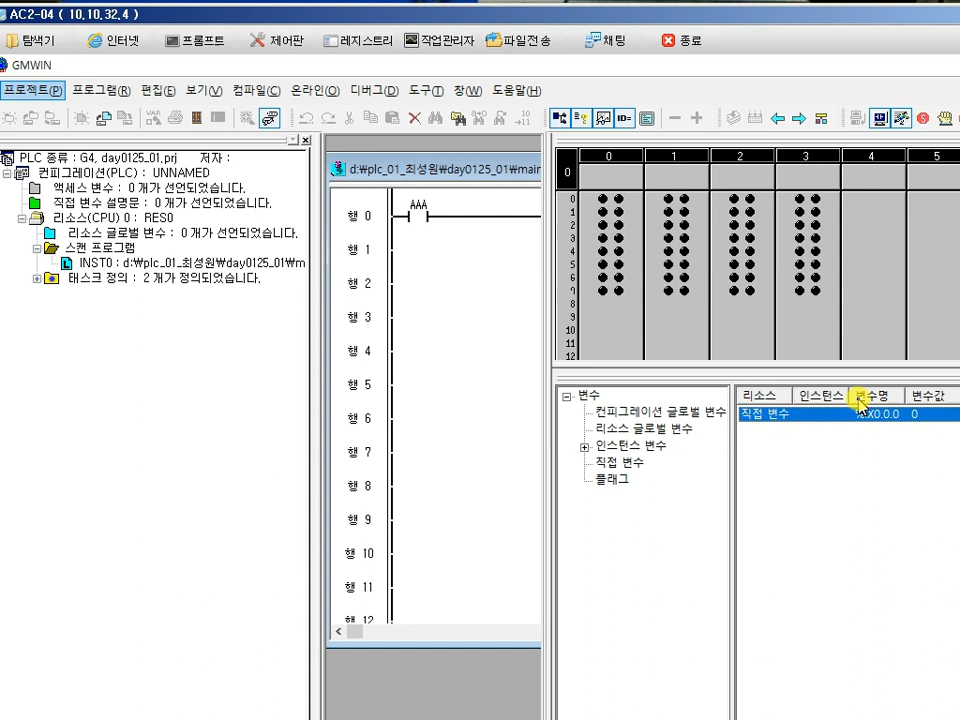 AC2-04 ( 10,10,32,4 )
탐색기 인터넷 프롬프트 제어판 레지스트리 작업관리자 파일전송 채팅 종료
GMWIN
프로젝트(P) 프로그램(R) 편집(E) 보기(V) 컴파일(C) 온라인(O) 디버그(D) 도구(T) 창(W) 도움말(H)
PLC 종류 : G4, day0125_01.prj 저자 :
컨피그레이션(PLC) : UNNAMED
액세스 변수 : 0 개가 선언되었습니다.
직접 변수 설명문 : 0 개가 선언되었습니다.
리소스(CPU) 0 : RES0
리소스 글로벌 변수 : 0 개가 선언되었습니다.
스캔 프로그램
INST0 : d:₩plc_01_최성원₩day0125_01₩m
태스크 정의 : 2 개가 정의되었습니다.
d:₩plc_01_최성원₩day0125_01₩main
AAA
행 0
행 1
행 2
행 3
행 4
행 5
행 6
행 7
행 8
행 9
행 10
행 11
행 12
0 1 2 3 4 5
0
0
1
2
3
4
5
6
7
8
9
10
11
12
변수
컨피그레이션 글로벌 변수
리소스 글로벌 변수
인스턴스 변수
직접 변수
플래그
리소스 인스턴스 변수명 변수값
직접 변수 0